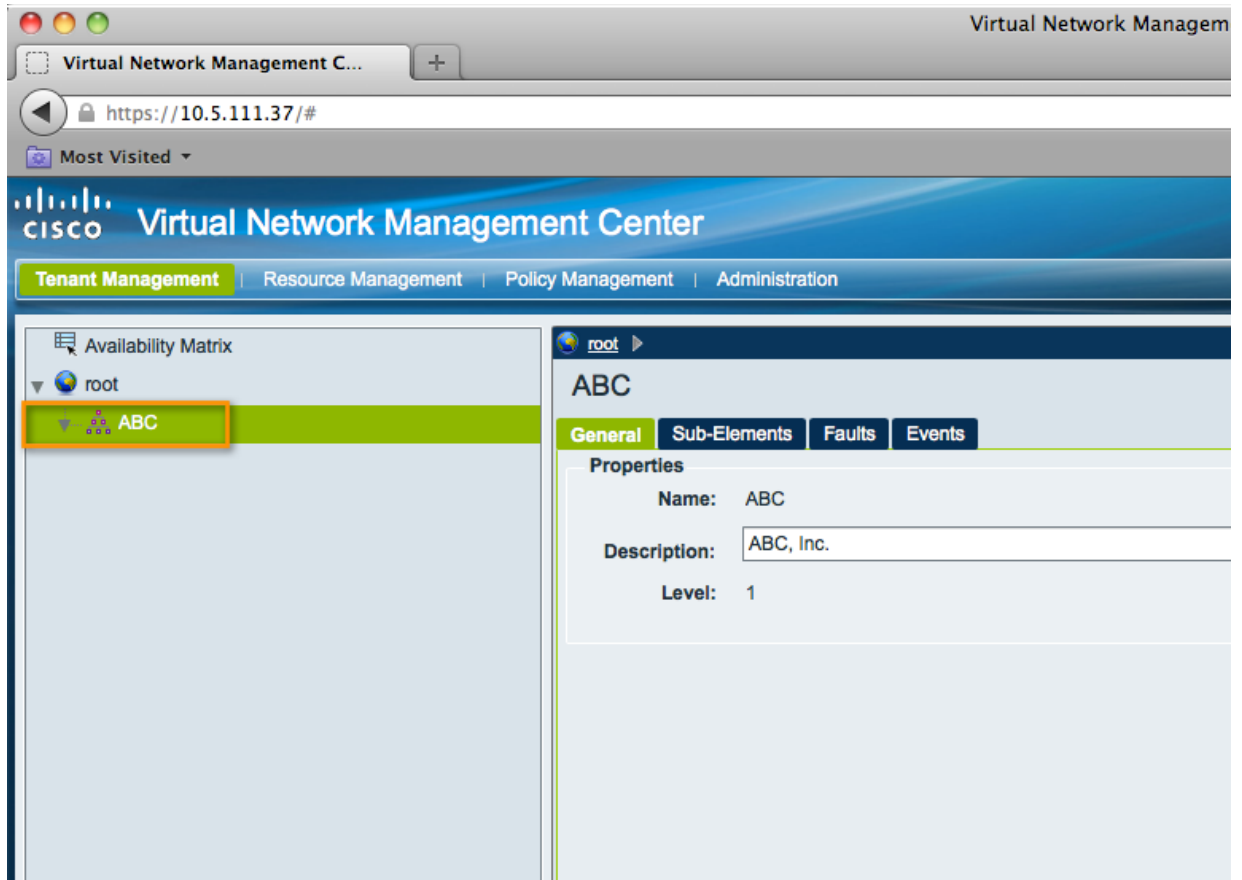 Virtual Network Managem
Virtual Network Management C...
https://10.5.111.37/#
Most Visited
CISCO Virtual Network Management Center
Tenant Management | Resource Management | Policy Management | Administration
Availability Matrix
root
ABC
root
ABC
General Sub-Elements Faults Events
Properties
Name: ABC
Description: ABC, Inc.
Level: 1